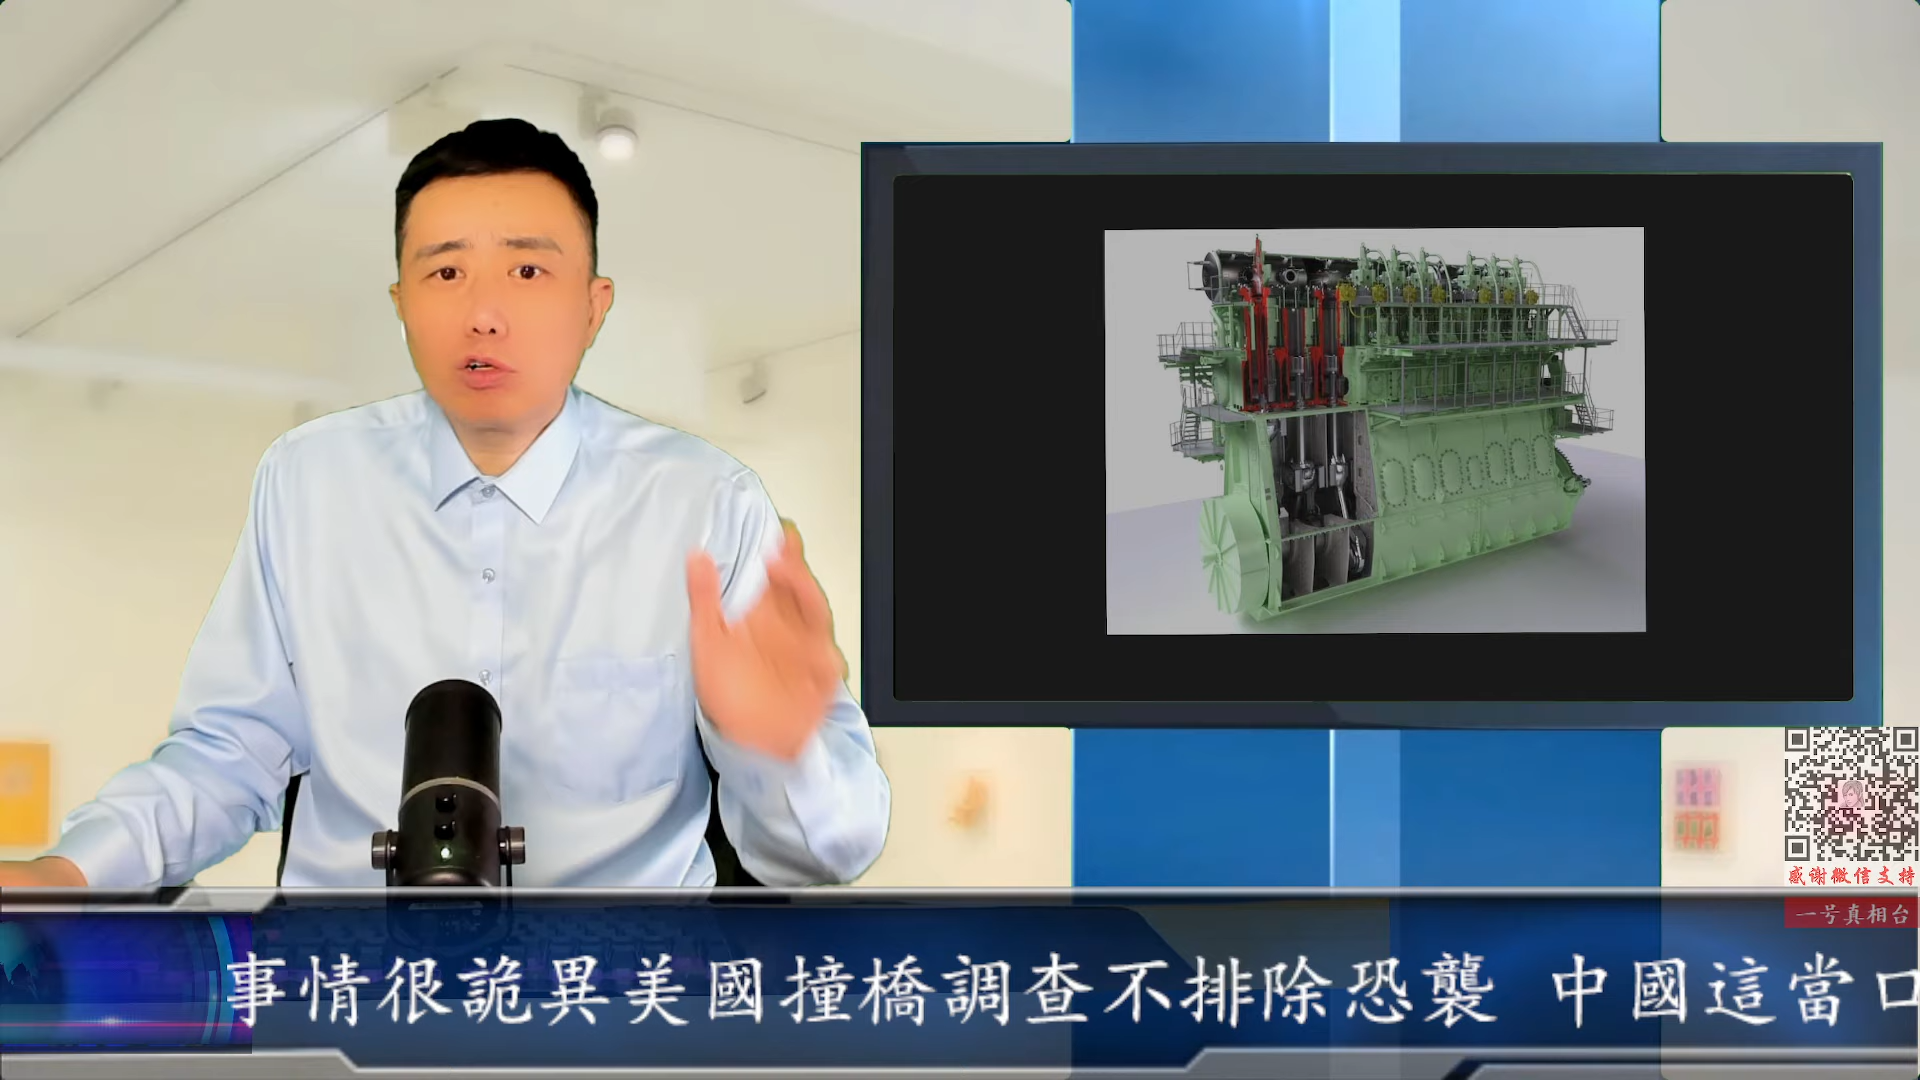 感谢微信支持
一号真相台
事情很詭異美國撞橋調查不排除恐襲 中國這當口